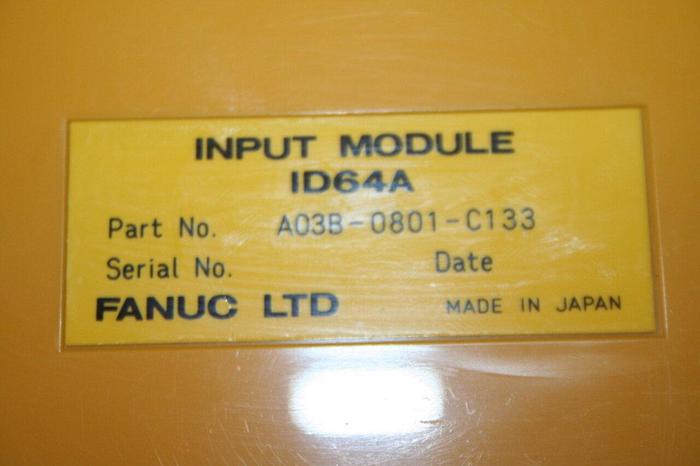 INPUT MODULE
ID64A
Part No. A03B-0801-C133
Serial No. Date
FANUC LTD MADE IN JAPAN